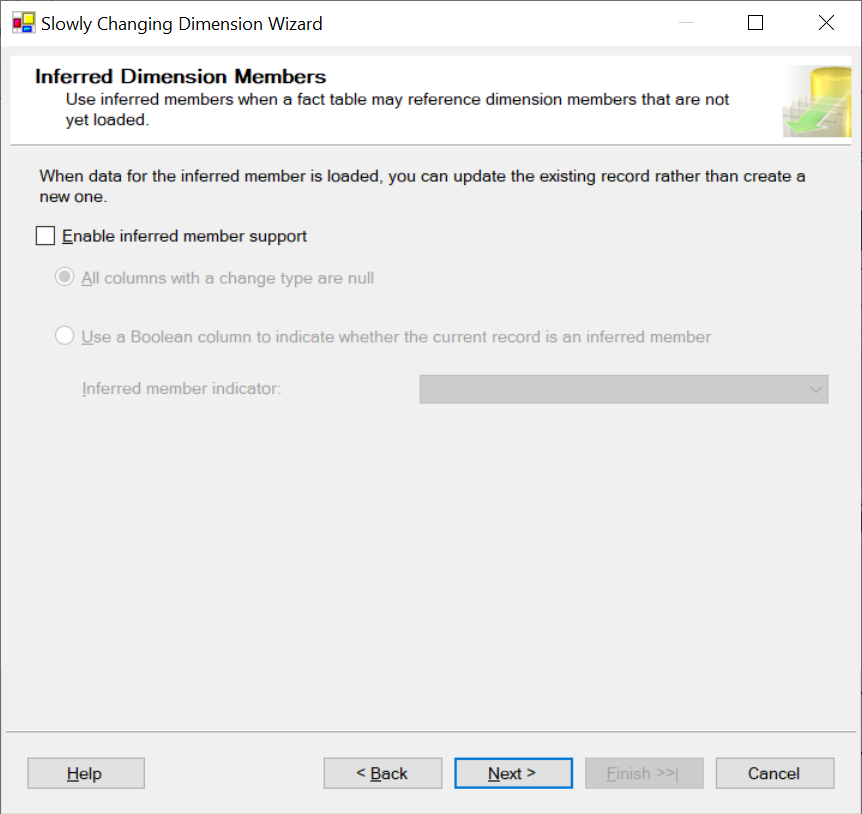 Slowly Changing Dimension Wizard
Inferred Dimension Members
Use inferred members when a fact table may reference dimension members that are not
yet loaded.
When data for the inferred member is loaded, you can update the existing record rather than create a
new one.
Enable inferred member support
All columns with a change type are null
Use a Boolean column to indicate whether the current record is an inferred member
Inferred member indicator:
Help
< Back
Next >
Finish >>|
Cancel